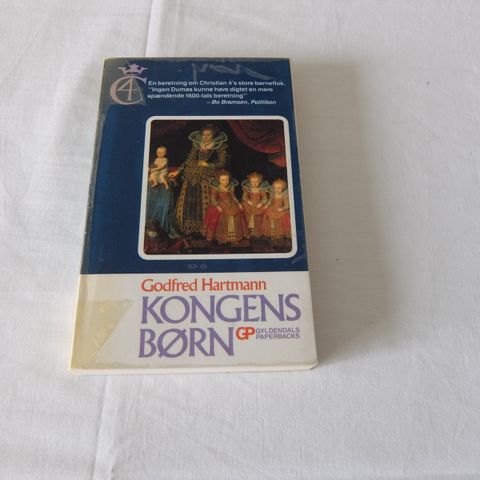 C4
En beretning om Christian 4's store børneflok.
"Ingen Dumas kunne have digtet en mere
spændende 1600-tals beretning"
– Bo Bramsen, Politiken
Godfred Hartmann
KONGENS
BØRN
GP GYLDENDALS
PAPERBACKS